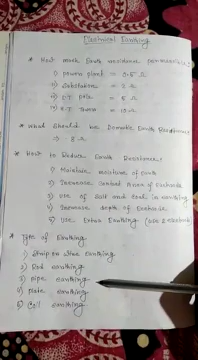 Electrical Earthing
* How much Earth resistance permissible :-
1) power plant = 0.5 Ω
2) Substation = 2 Ω
3) D.T. pole = 5 Ω
4) E.T. tower = 10 Ω
* What should be Domestic Earth Resistance
⇒ 8 Ω
* How to Reduce Earth Resistance :
1) Moisture of earth
2) Increase Contact Area of Electrode
3) Use of salt and Coal in earthing
4) Increase depth of Electrode
5) Use Extra Earthing (Use 2 electrode)
* Type of Earthing
1) Strip or wire earthing
2) Rod earthing
3) pipe earthing
4) plate earthing
5) Coil earthing